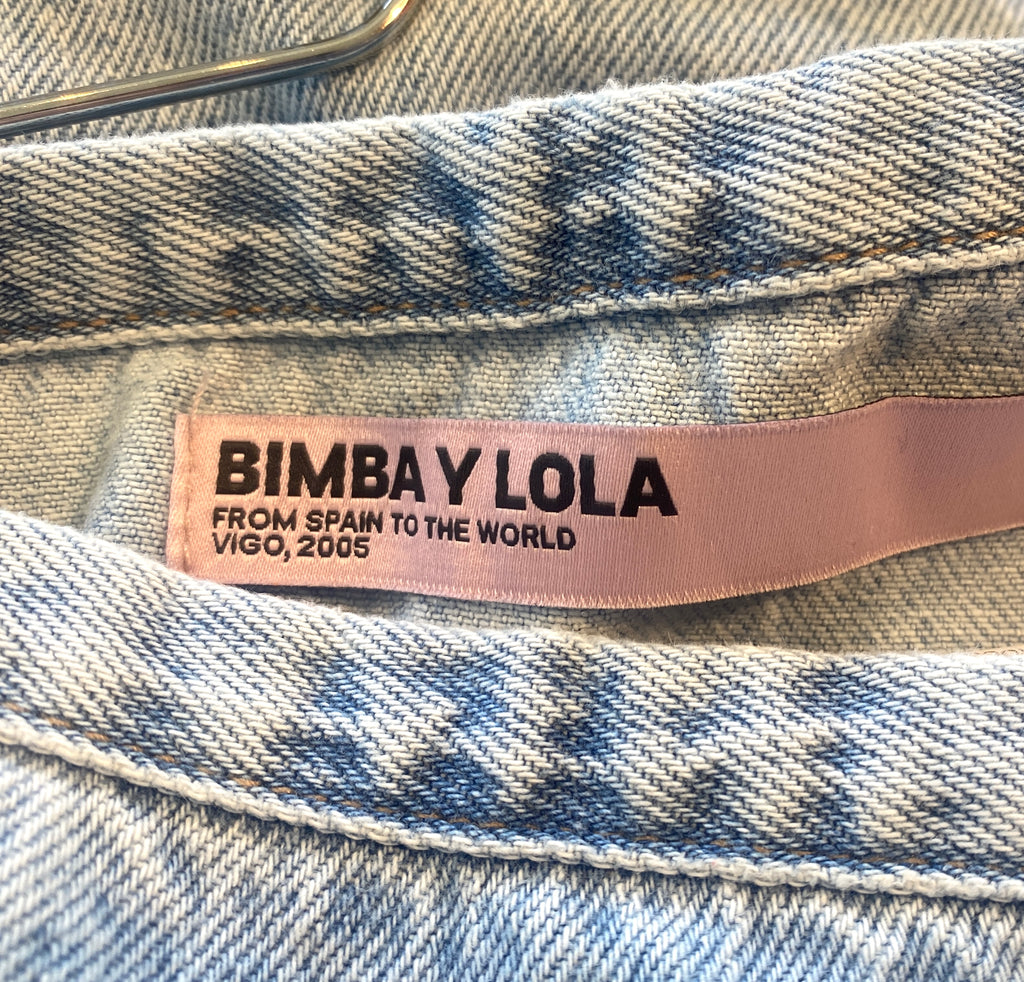 BIMBA Y LOLA
FROM SPAIN TO THE WORLD
VIGO, 2005